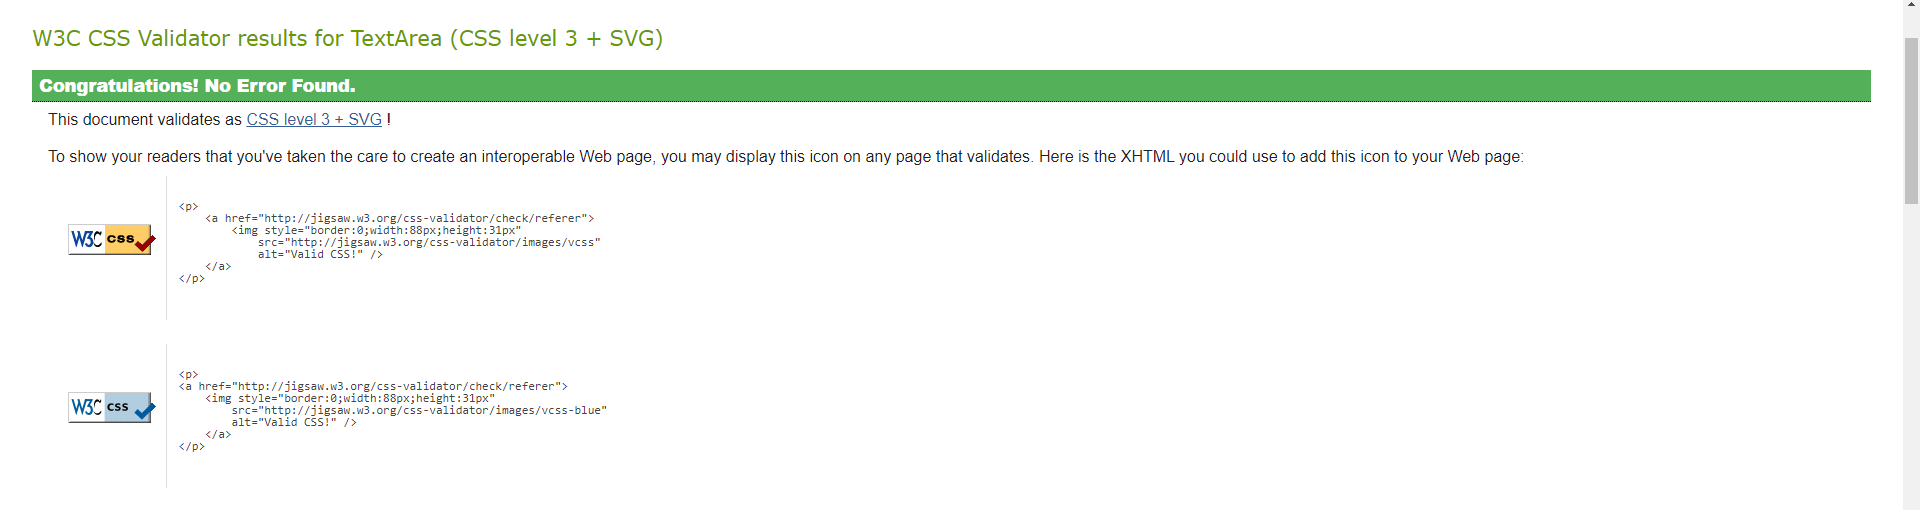 W3C CSS Validator results for TextArea (CSS level 3 + SVG)
Congratulations! No Error Found.
This document validates as CSS level 3 + SVG !
To show your readers that you've taken the care to create an interoperable Web page, you may display this icon on any page that validates. Here is the XHTML you could use to add this icon to your Web page:
W3C css
<p>
    <a href="http://jigsaw.w3.org/css-validator/check/referer">
        <img style="border:0;width:88px;height:31px"
            src="http://jigsaw.w3.org/css-validator/images/vcss"
            alt="Valid CSS!" />
    </a>
</p>
W3C css
<p>
<a href="http://jigsaw.w3.org/css-validator/check/referer">
    <img style="border:0;width:88px;height:31px"
        src="http://jigsaw.w3.org/css-validator/images/vcss-blue"
        alt="Valid CSS!" />
    </a>
</p>